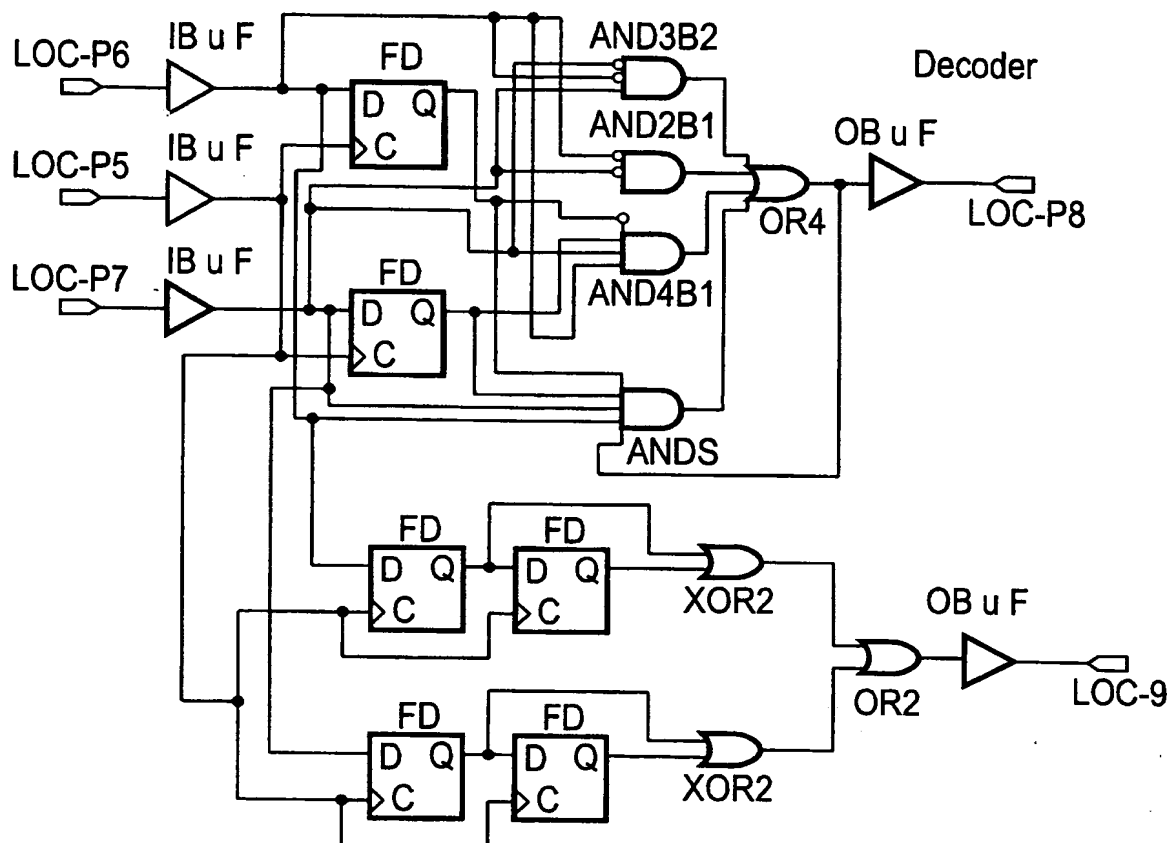 LOC-P6
IB u F
FD
D Q
C
AND3B2
Decoder
LOC-P5
IB u F
AND2B1
OB u F
LOC-P8
OR4
LOC-P7
IB u F
FD
D Q
C
AND4B1
ANDS
FD
D Q
C
FD
D Q
C
XOR2
OB u F
LOC-9
OR2
FD
D Q
C
FD
D Q
C
XOR2